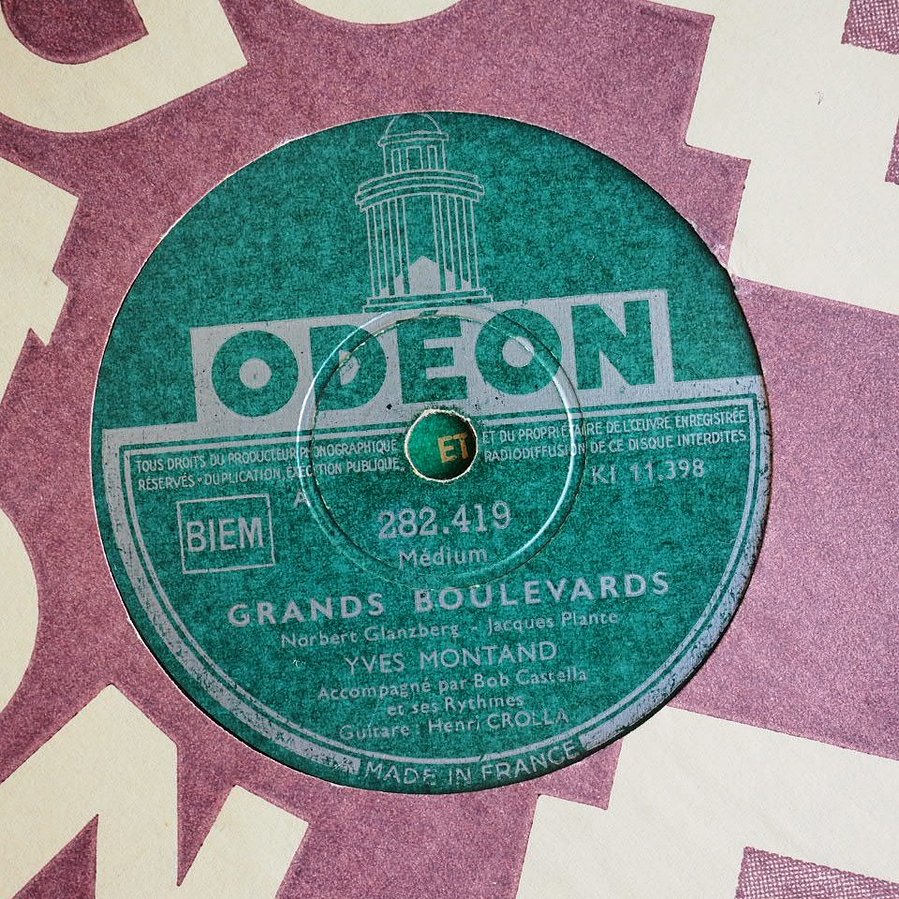 ODÉON
TOUS DROITS DU PRODUCTEUR PHONOGRAPHIQUE ET DU PROPRIÉTAIRE DE L'ŒUVRE ENREGISTRÉE
RÉSERVÉS • DUPLICATION, EXÉCUTION PUBLIQUE, RADIODIFFUSION DE CE DISQUE INTERDITES
ET
A
KI 11.398
BIEM
282.419
Médium
GRANDS BOULEVARDS
Norbert Glanzberg - Jacques Plante
YVES MONTAND
Accompagné par Bob Castella
et ses Rythmes
Guitare : Henri CROLLA
MADE IN FRANCE